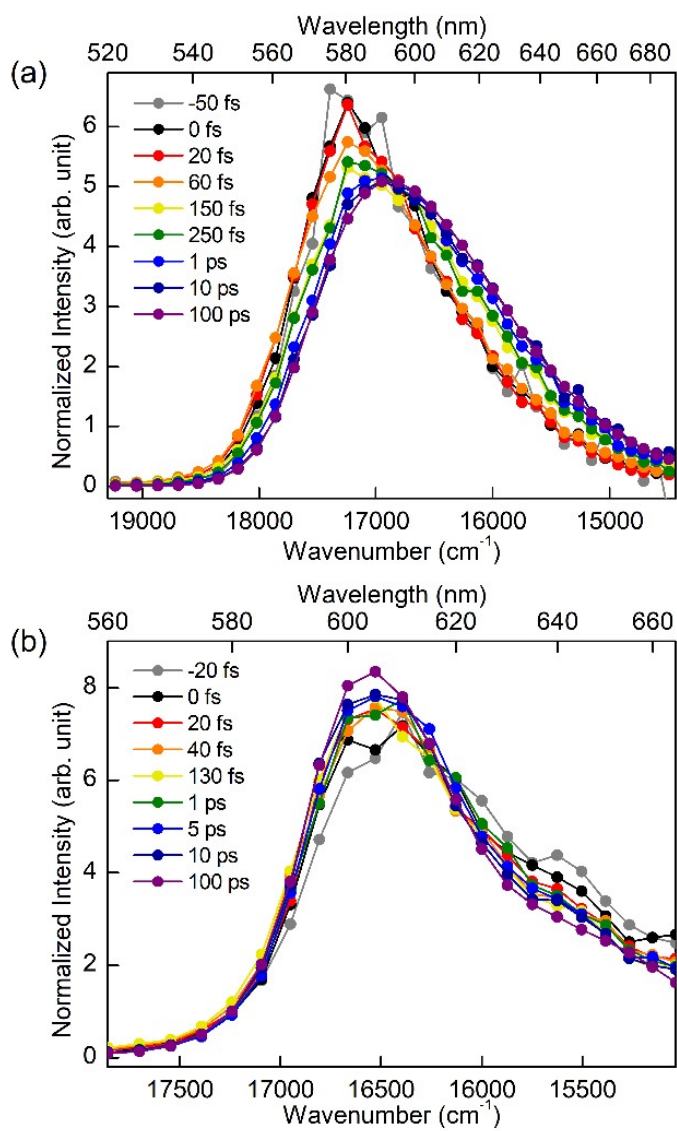 Wavelength (nm)
520 540 560 580 600 620 640 660 680
(a)
-50 fs
0 fs
20 fs
60 fs
150 fs
250 fs
1 ps
10 ps
100 ps
Normalized Intensity (arb. unit)
6
5
4
3
2
1
0
19000 18000 17000 16000 15000
Wavenumber (cm⁻¹)
Wavelength (nm)
560 580 600 620 640 660
(b)
-20 fs
0 fs
20 fs
40 fs
130 fs
1 ps
5 ps
10 ps
100 ps
Normalized Intensity (arb. unit)
8
6
4
2
0
17500 17000 16500 16000 15500
Wavenumber (cm⁻¹)